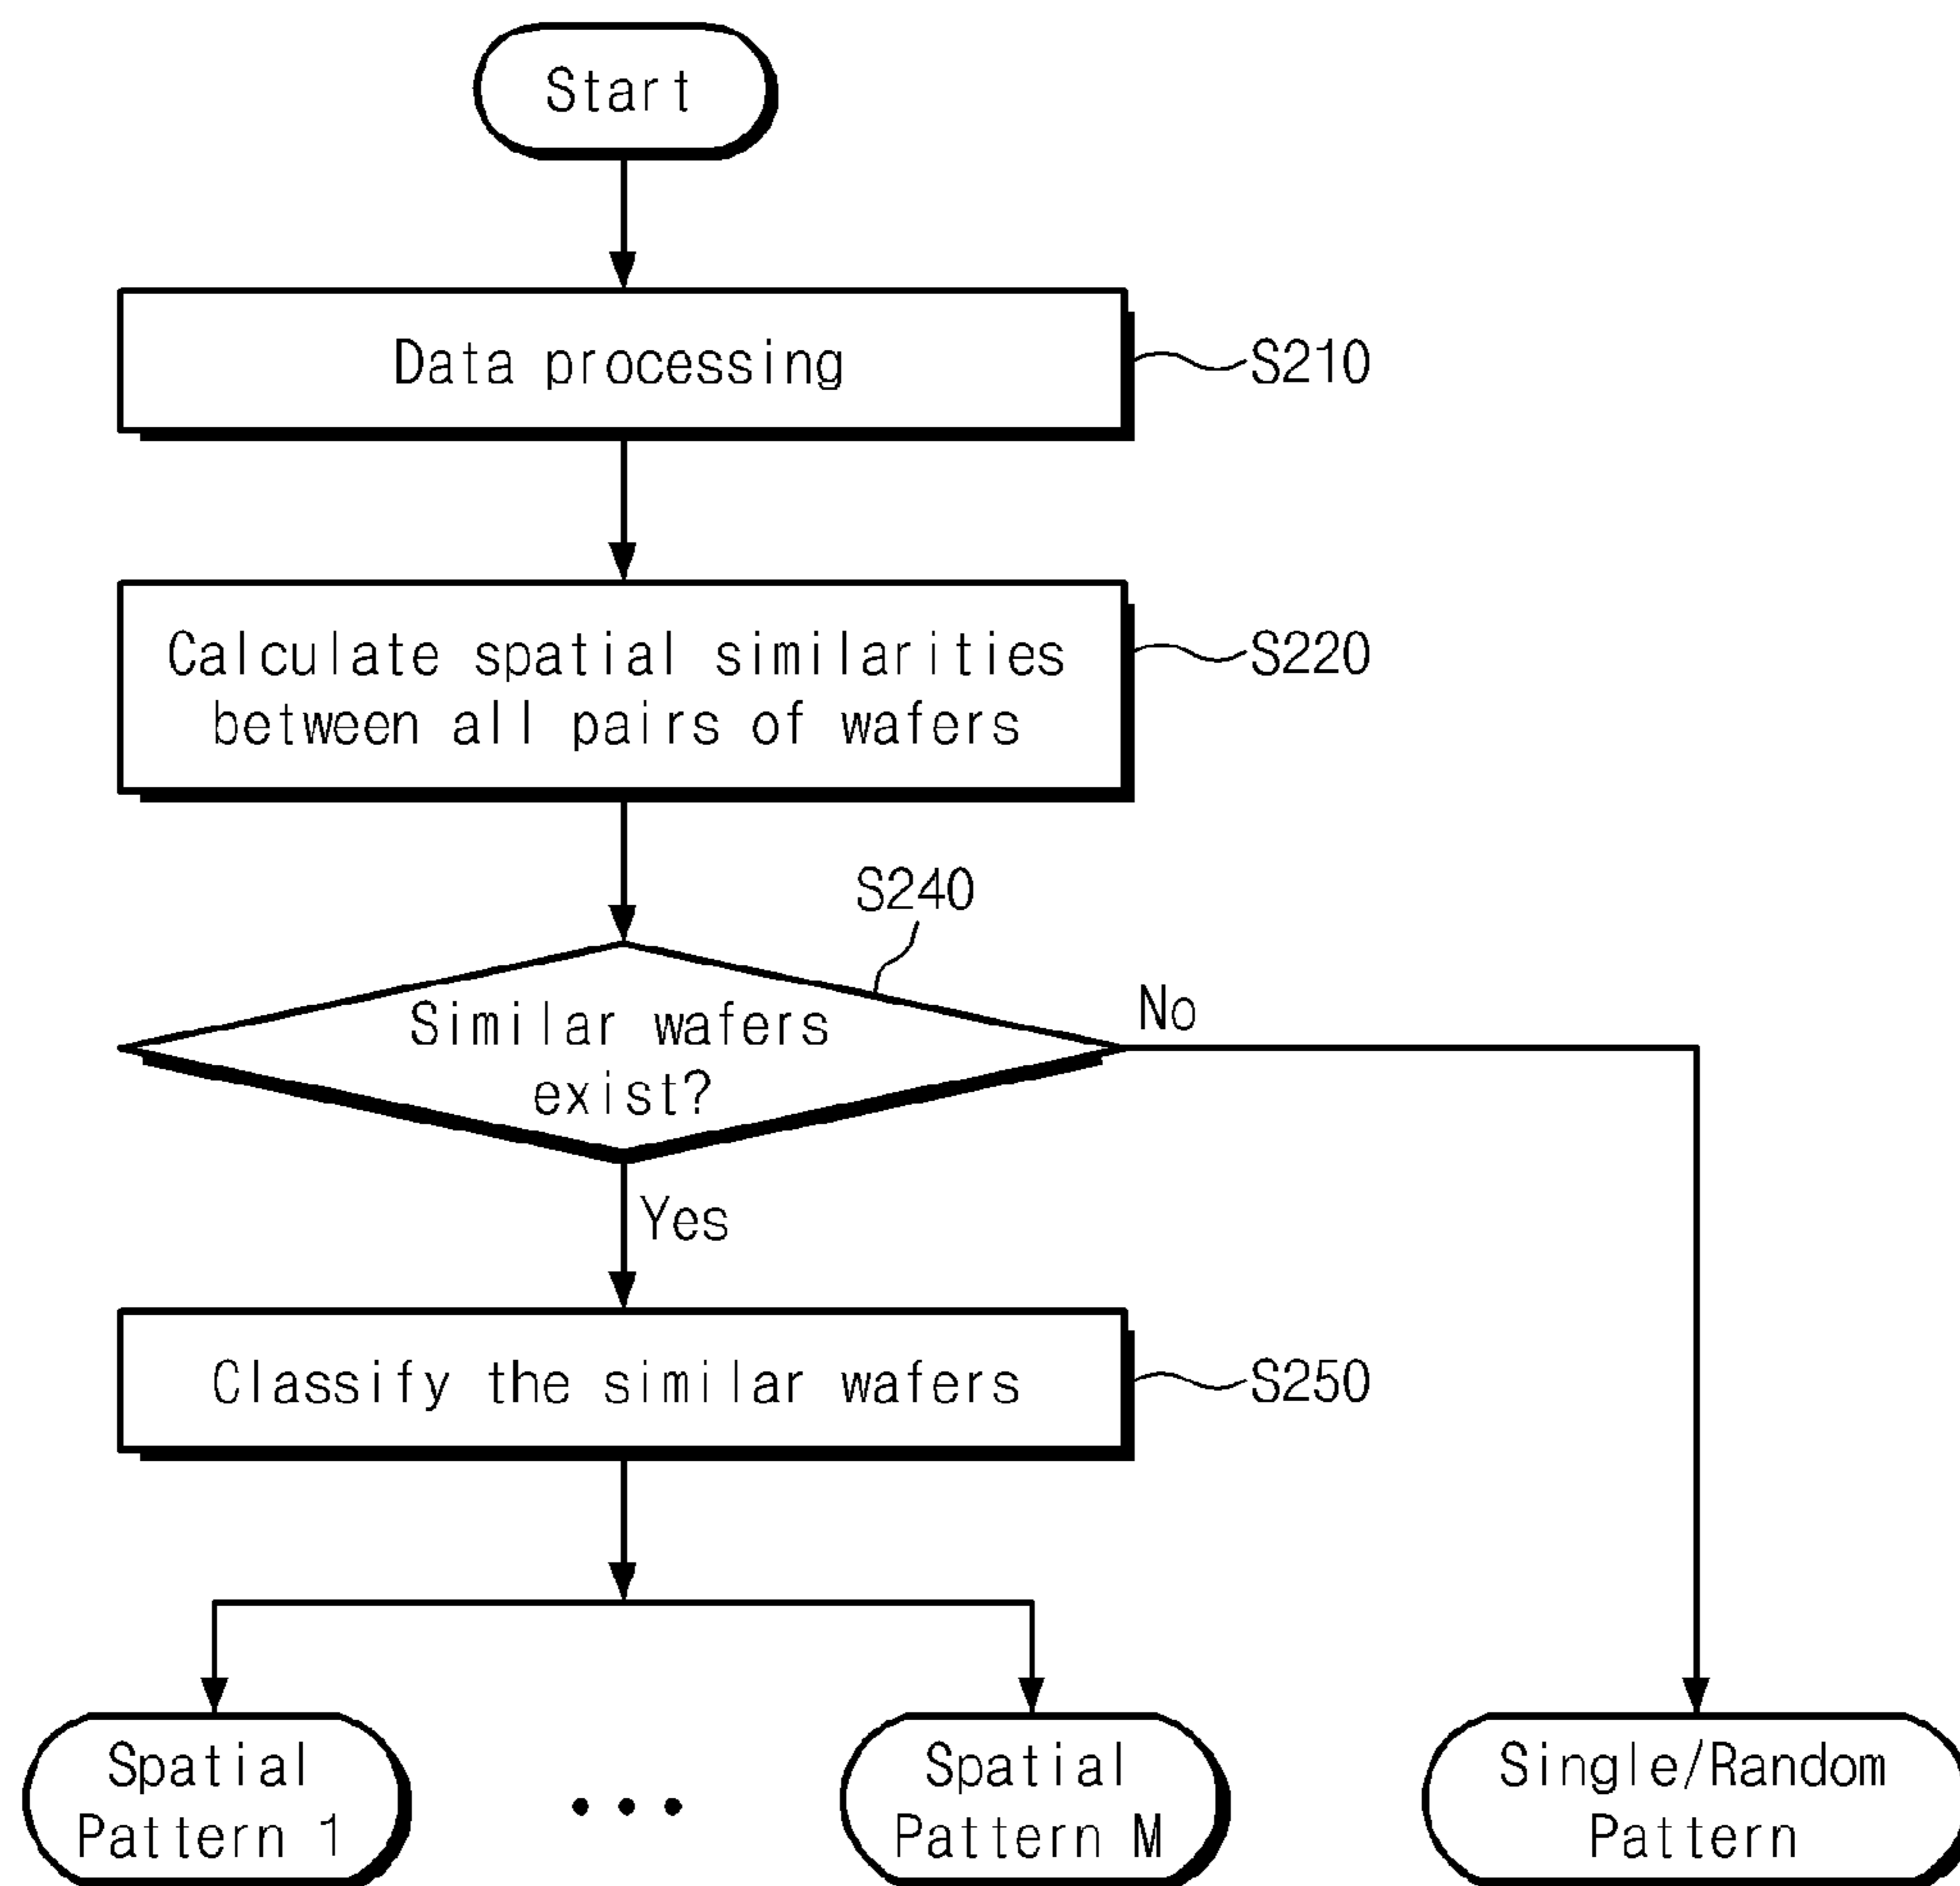 Start
Data processing
S210
Calculate spatial similarities
between all pairs of wafers
S220
S240
Similar wafers
exist?
No
Yes
Classify the similar wafers
S250
Spatial
Pattern 1
• • •
Spatial
Pattern M
Single/Random
Pattern